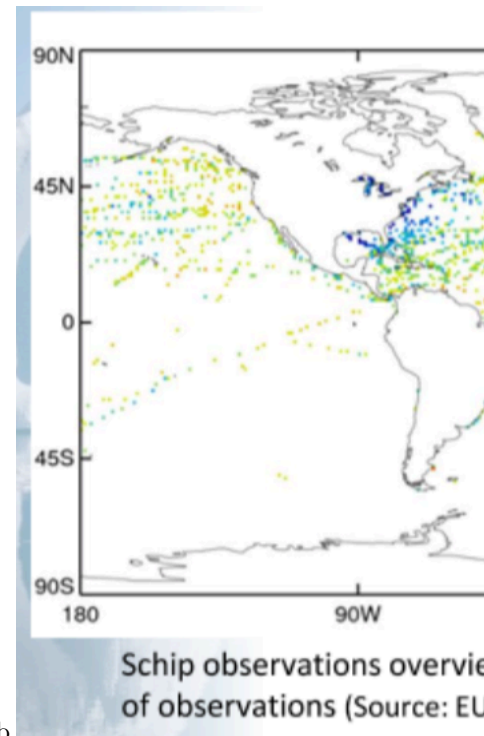 90N
45N
0
45S
90S
180
90W
Schip observations overvie
of observations (Source: EU
b